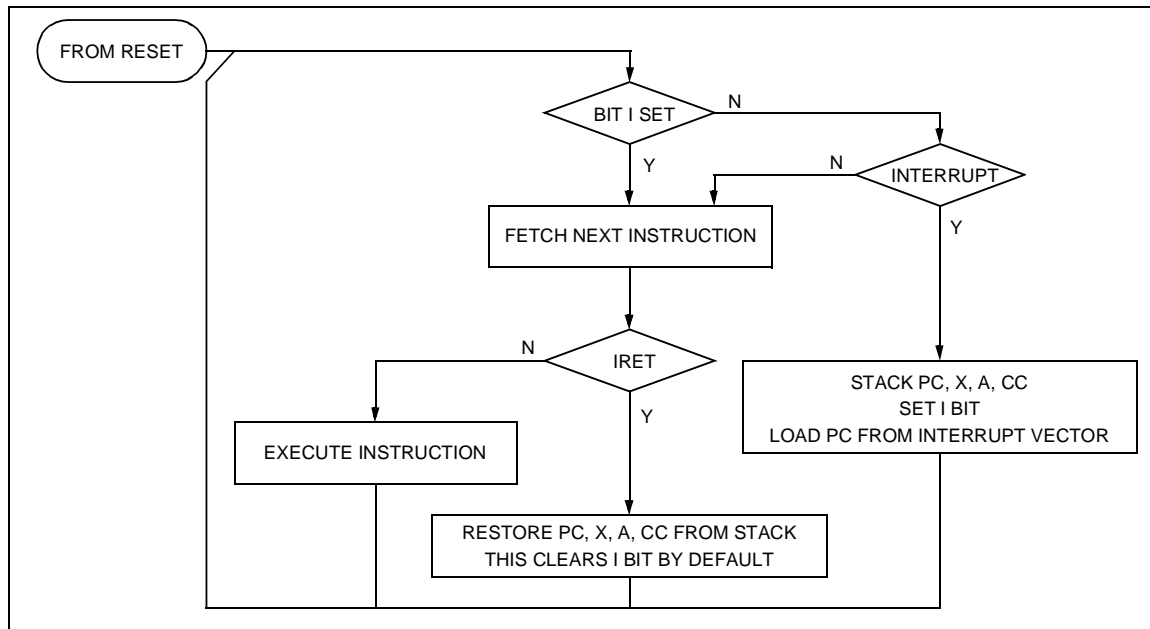 FROM RESET
BIT I SET
N
Y
N
INTERRUPT
Y
FETCH NEXT INSTRUCTION
N
IRET
Y
STACK PC, X, A, CC
SET I BIT
LOAD PC FROM INTERRUPT VECTOR
EXECUTE INSTRUCTION
RESTORE PC, X, A, CC FROM STACK
THIS CLEARS I BIT BY DEFAULT